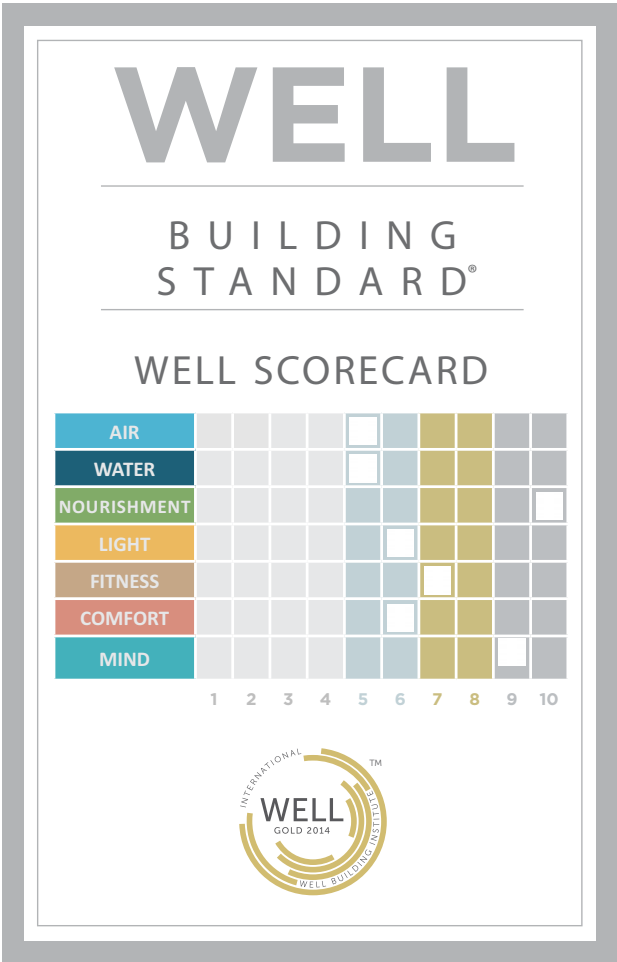 WELL
BUILDING
STANDARD®
WELL SCORECARD
AIR
WATER
NOURISHMENT
LIGHT
FITNESS
COMFORT
MIND
1 2 3 4 5 6 7 8 9 10
INTERNATIONAL
TM
WELL
GOLD 2014
WELL BUILDING INSTITUTE